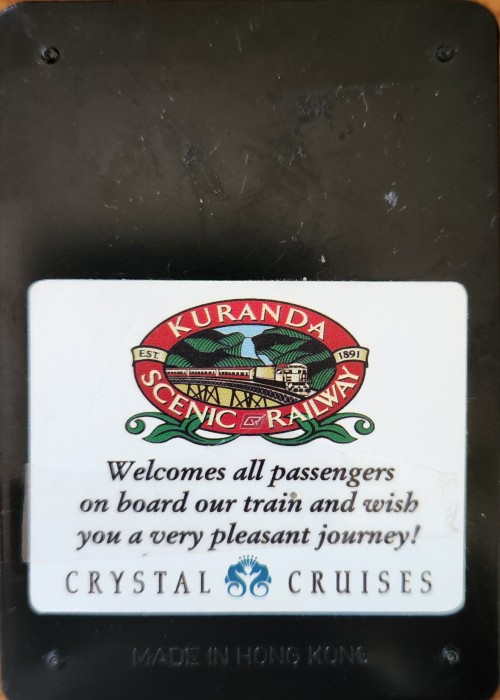 KURANDA
EST. 1891
SCENIC RAILWAY
Welcomes all passengers
on board our train and wish
you a very pleasant journey!
CRYSTAL CRUISES
MADE IN HONG KONG